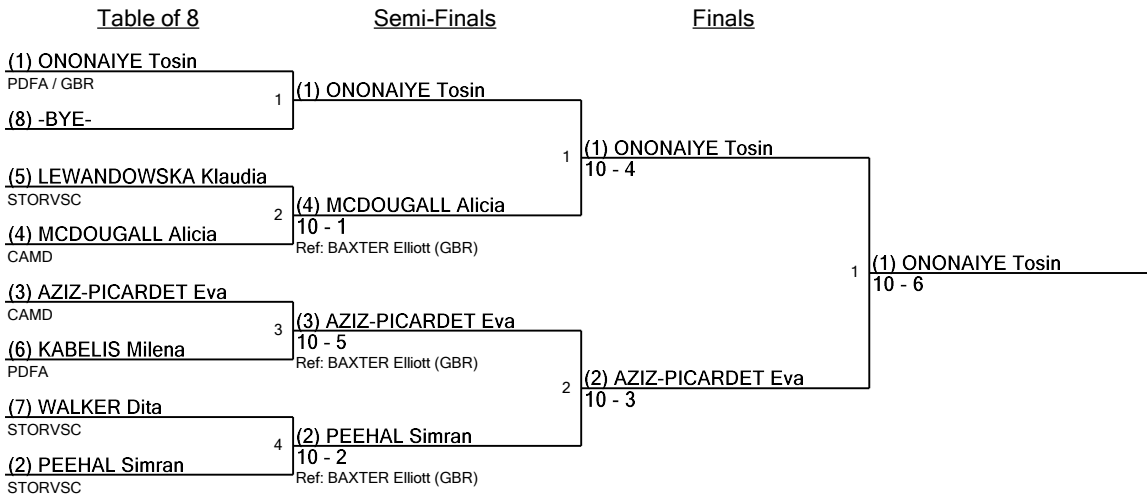 Table of 8
Semi-Finals
Finals
(1) ONONAIYE Tosin
PDFA / GBR
1
(1) ONONAIYE Tosin
(8) -BYE-
1
(1) ONONAIYE Tosin
10 - 4
(5) LEWANDOWSKA Klaudia
STORVSC
2
(4) MCDOUGALL Alicia
10 - 1
Ref: BAXTER Elliott (GBR)
(4) MCDOUGALL Alicia
CAMD
1
(1) ONONAIYE Tosin
10 - 6
(3) AZIZ-PICARDET Eva
CAMD
3
(3) AZIZ-PICARDET Eva
10 - 5
Ref: BAXTER Elliott (GBR)
(6) KABELIS Milena
PDFA
2
(2) AZIZ-PICARDET Eva
10 - 3
(7) WALKER Dita
STORVSC
4
(2) PEEHAL Simran
10 - 2
Ref: BAXTER Elliott (GBR)
(2) PEEHAL Simran
STORVSC